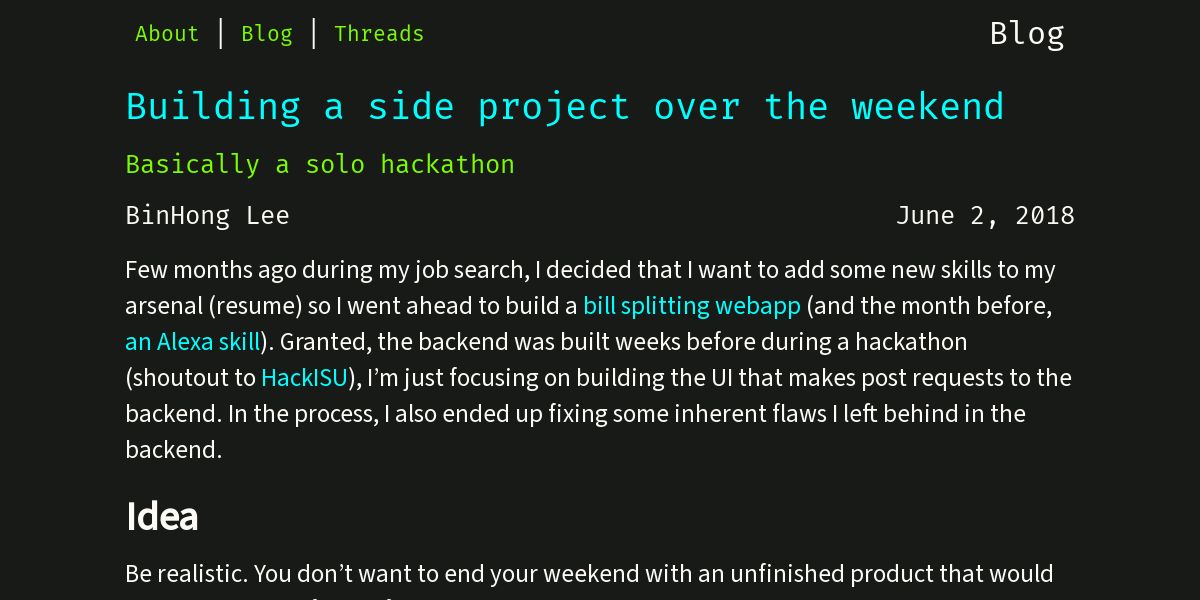 About | Blog | Threads Blog
Building a side project over the weekend
Basically a solo hackathon
BinHong Lee June 2, 2018
Few months ago during my job search, I decided that I want to add some new skills to my
arsenal (resume) so I went ahead to build a bill splitting webapp (and the month before,
an Alexa skill). Granted, the backend was built weeks before during a hackathon
(shoutout to HackISU), I’m just focusing on building the UI that makes post requests to the
backend. In the process, I also ended up fixing some inherent flaws I left behind in the
backend.
Idea
Be realistic. You don’t want to end your weekend with an unfinished product that would